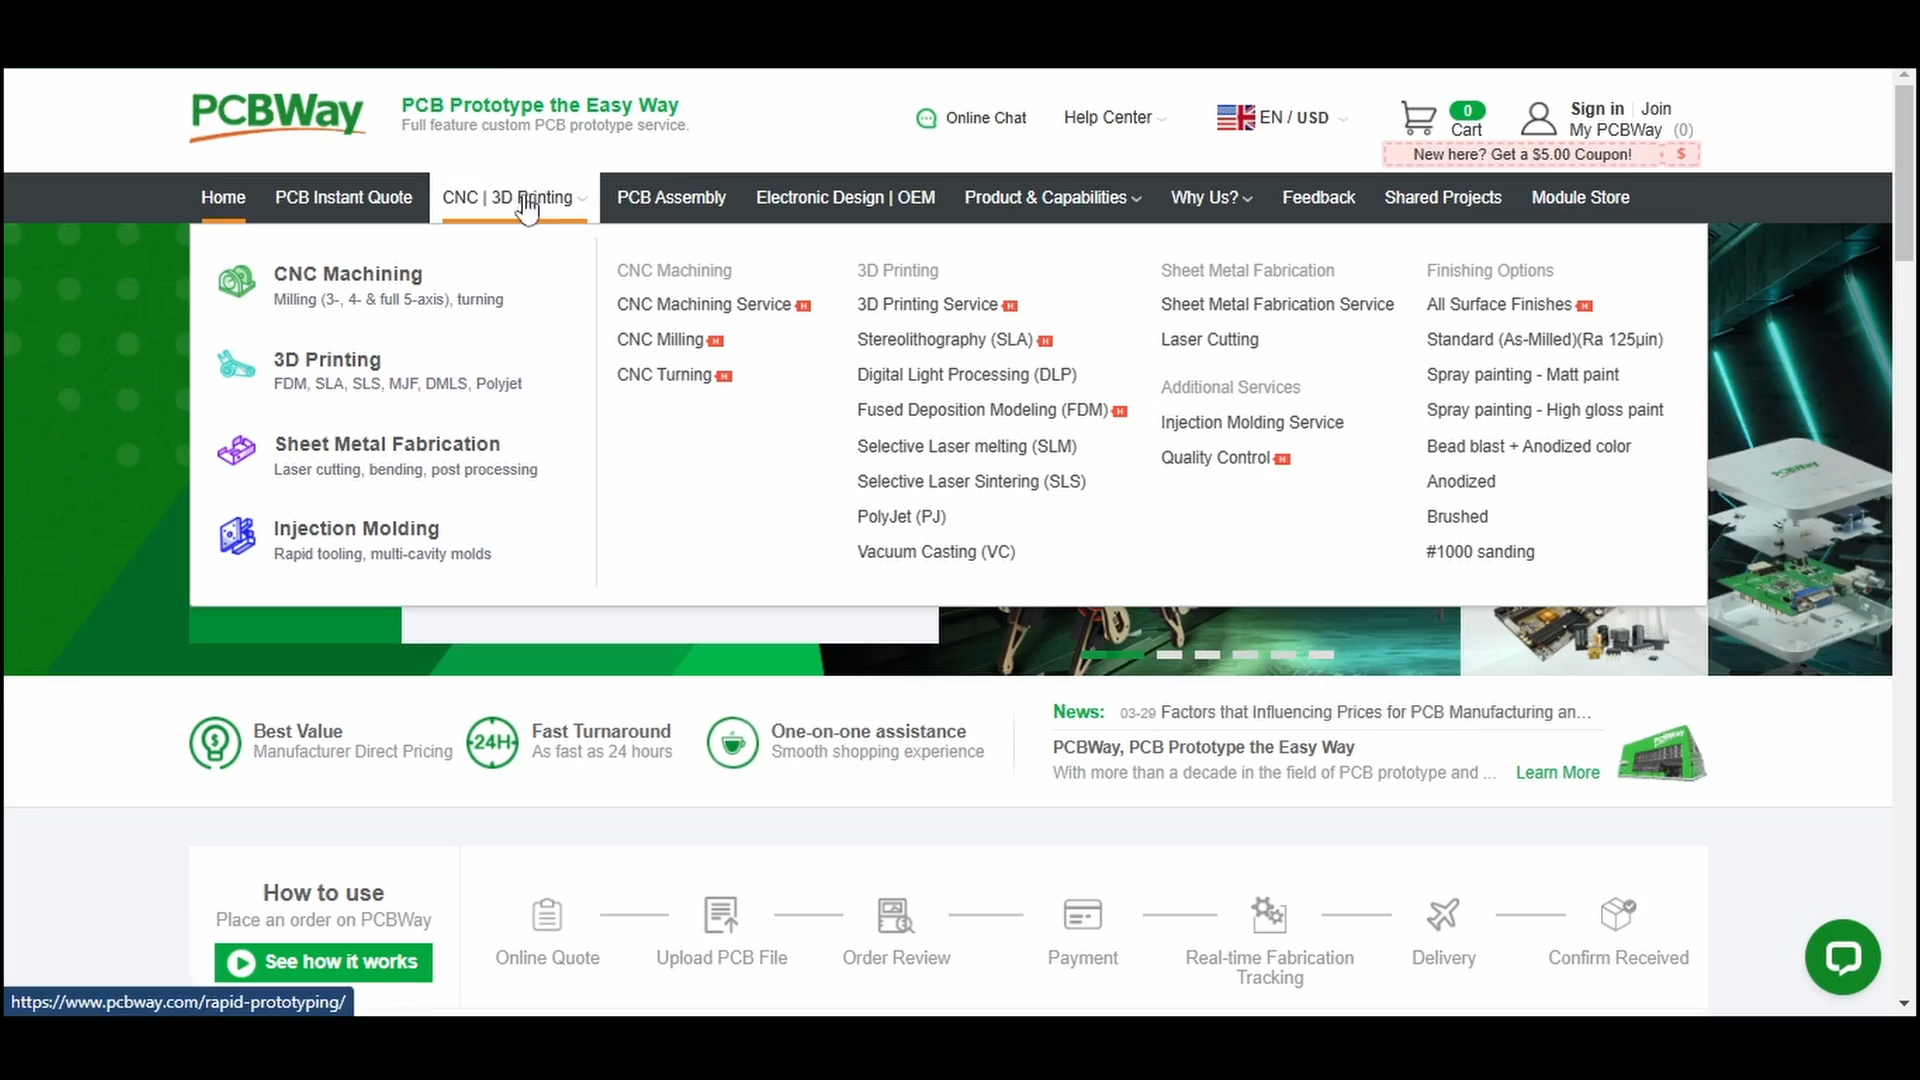 PCBWay
PCB Prototype the Easy Way
Full feature custom PCB prototype service.
Online Chat
Help Center
EN / USD
0
Cart
Sign in | Join
My PCBWay (0)
New here? Get a $5.00 Coupon! $
Home
PCB Instant Quote
CNC | 3D Printing
PCB Assembly
Electronic Design | OEM
Product & Capabilities
Why Us?
Feedback
Shared Projects
Module Store
CNC Machining
Milling (3-, 4- & full 5-axis), turning
3D Printing
FDM, SLA, SLS, MJF, DMLS, Polyjet
Sheet Metal Fabrication
Laser cutting, bending, post processing
Injection Molding
Rapid tooling, multi-cavity molds
CNC Machining
CNC Machining Service H
CNC Milling H
CNC Turning H
3D Printing
3D Printing Service H
Stereolithography (SLA) H
Digital Light Processing (DLP)
Fused Deposition Modeling (FDM) H
Selective Laser melting (SLM)
Selective Laser Sintering (SLS)
PolyJet (PJ)
Vacuum Casting (VC)
Sheet Metal Fabrication
Sheet Metal Fabrication Service
Laser Cutting
Additional Services
Injection Molding Service
Quality Control H
Finishing Options
All Surface Finishes H
Standard (As-Milled)(Ra 125µin)
Spray painting - Matt paint
Spray painting - High gloss paint
Bead blast + Anodized color
Anodized
Brushed
#1000 sanding
PCBWay
Best Value
Manufacturer Direct Pricing
24H
Fast Turnaround
As fast as 24 hours
One-on-one assistance
Smooth shopping experience
News: 03-29 Factors that Influencing Prices for PCB Manufacturing an...
PCBWay, PCB Prototype the Easy Way
With more than a decade in the field of PCB prototype and ... Learn More
PCBWay
How to use
Place an order on PCBWay
See how it works
Online Quote
Upload PCB File
Order Review
Payment
Real-time Fabrication
Tracking
Delivery
Confirm Received
https://www.pcbway.com/rapid-prototyping/